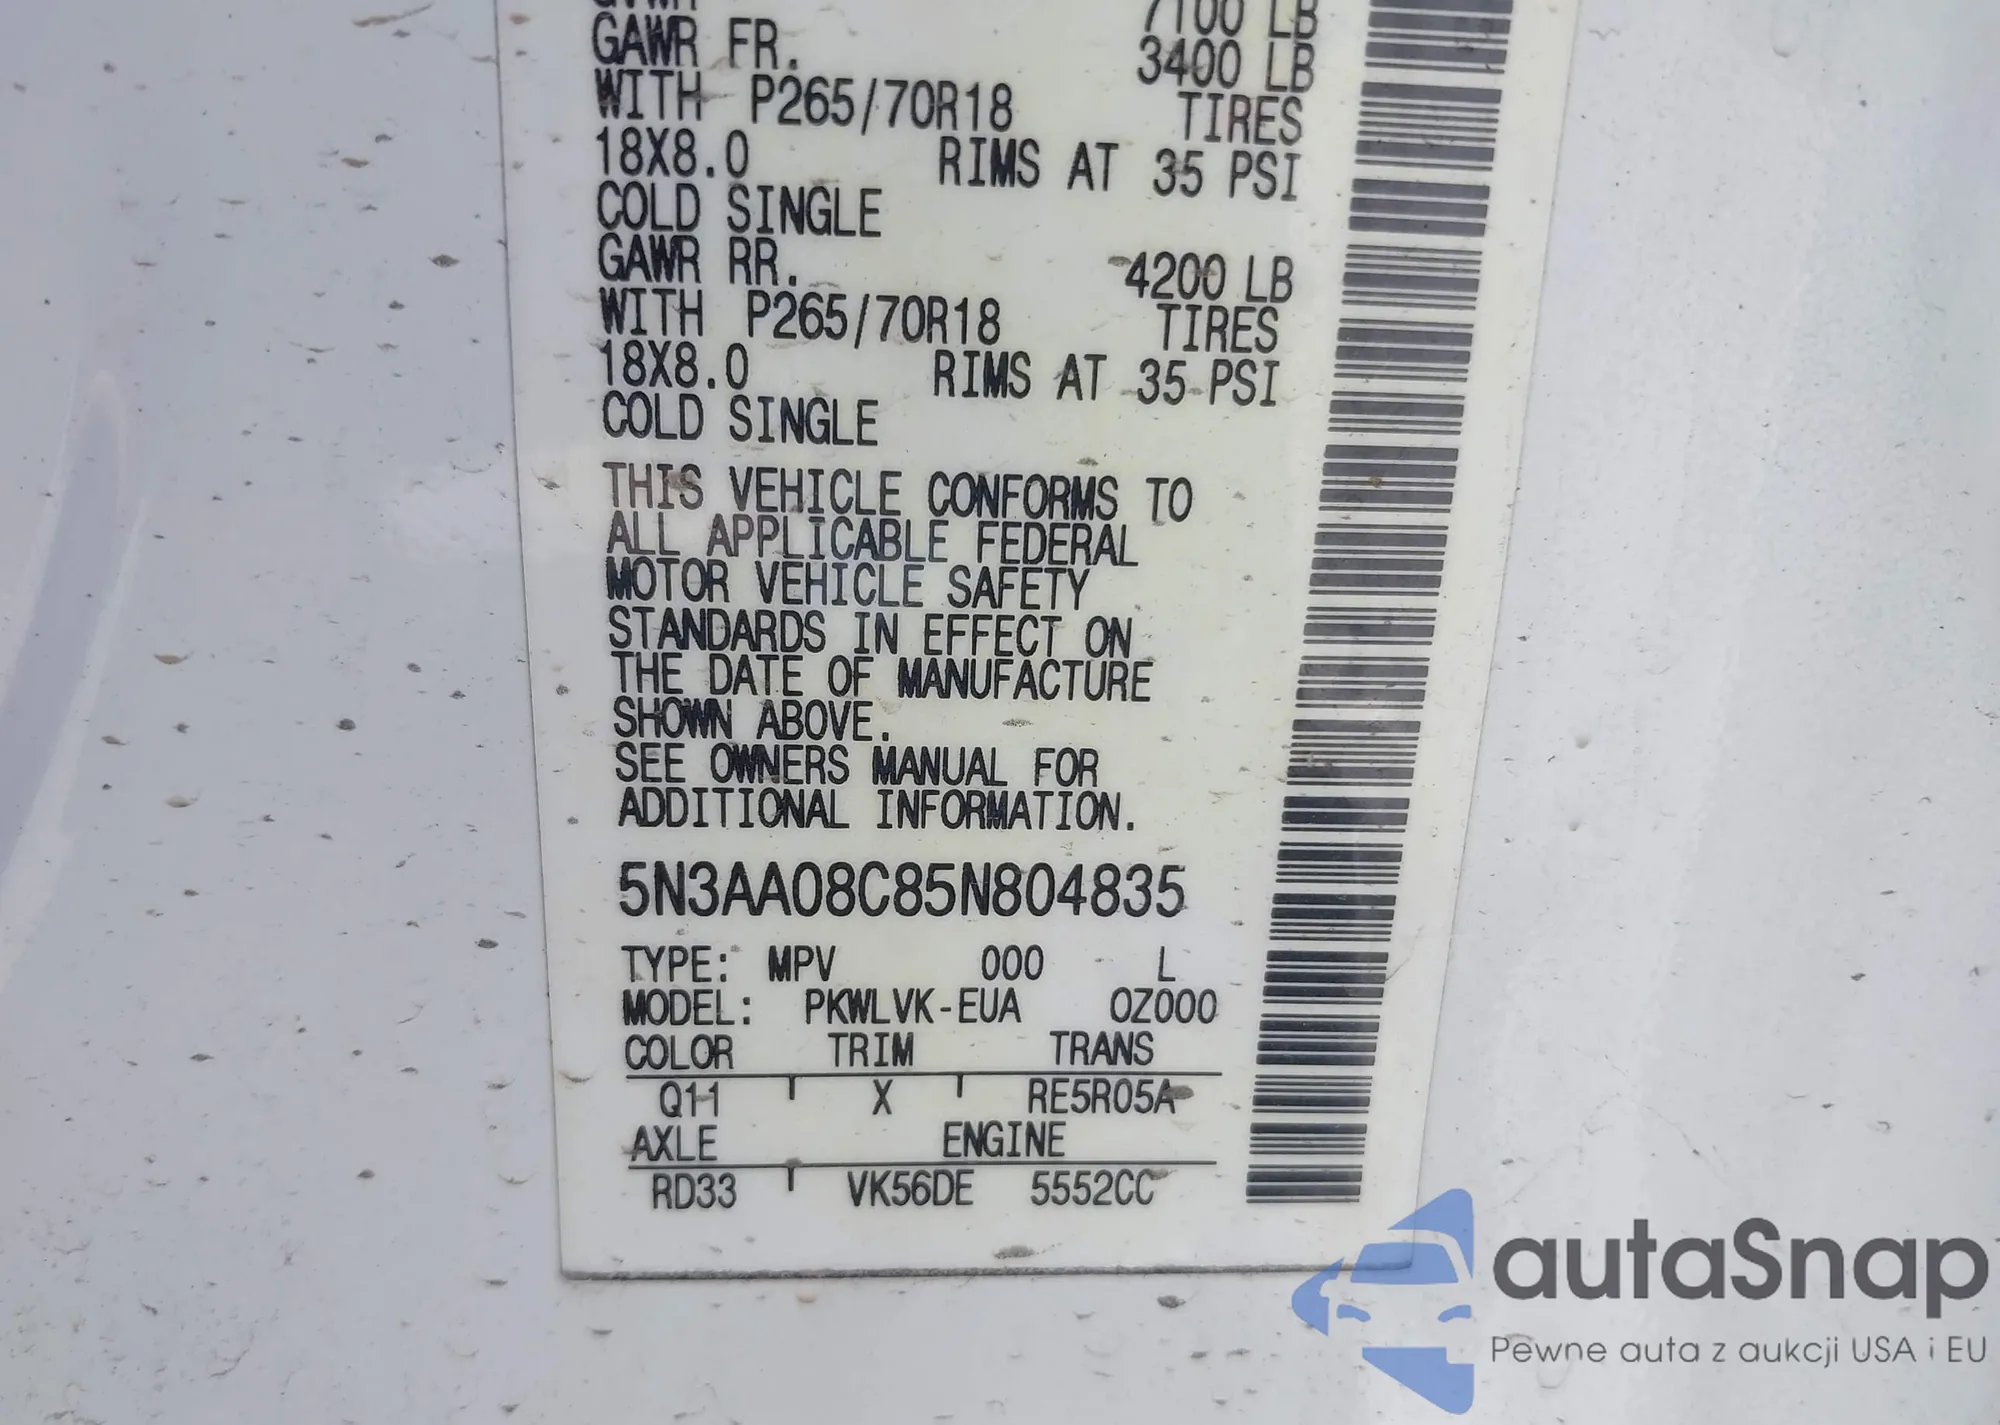 GVWR 7100 LB
GAWR FR. 3400 LB
WITH P265/70R18 TIRES
18X8.0 RIMS AT 35 PSI
COLD SINGLE
GAWR RR. 4200 LB
WITH P265/70R18 TIRES
18X8.0 RIMS AT 35 PSI
COLD SINGLE
THIS VEHICLE CONFORMS TO
ALL APPLICABLE FEDERAL
MOTOR VEHICLE SAFETY
STANDARDS IN EFFECT ON
THE DATE OF MANUFACTURE
SHOWN ABOVE.
SEE OWNERS MANUAL FOR
ADDITIONAL INFORMATION.
5N3AA08C85N804835
TYPE: MPV 000 L
MODEL: PKWLVK-EUA 0Z000
COLOR TRIM TRANS
Q11 X RE5R05A
AXLE ENGINE
RD33 VK56DE 5552CC
autaSnap
Pewne auta z aukcji USA i EU